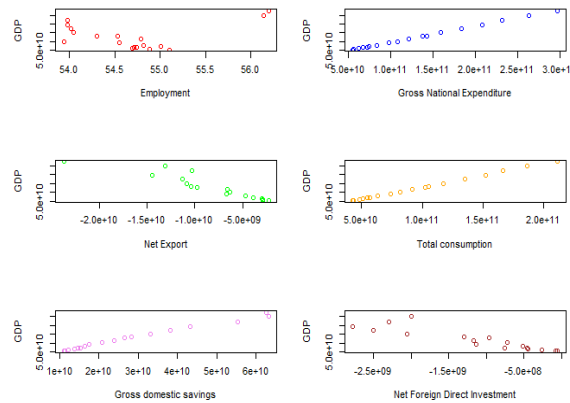 GDP
5.0e+10
54.0 54.5 55.0 55.5 56.0
Employment
GDP
5.0e+10
5.0e+10 1.0e+11 1.5e+11 2.0e+11 2.5e+11 3.0e+1
Gross National Expenditure
GDP
5.0e+10
-2.0e+10 -1.5e+10 -1.0e+10 -5.0e+09
Net Export
GDP
5.0e+10
5.0e+10 1.0e+11 1.5e+11 2.0e+11
Total consumption
GDP
5.0e+10
1e+10 2e+10 3e+10 4e+10 5e+10 6e+10
Gross domestic savings
GDP
5.0e+10
-2.5e+09 -1.5e+09 -5.0e+08
Net Foreign Direct Investment